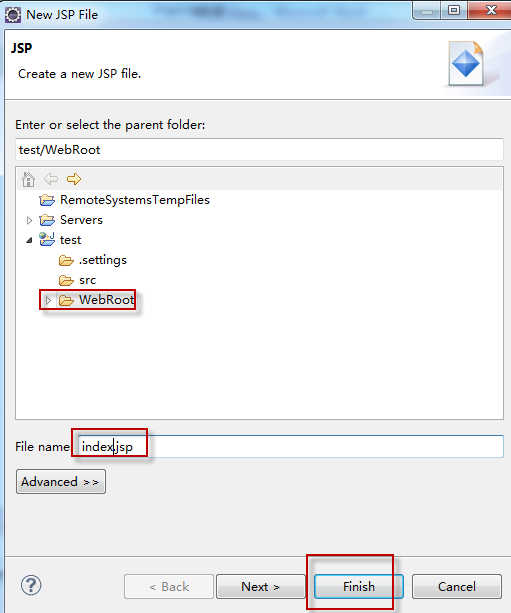 New JSP File
JSP
Create a new JSP file.
Enter or select the parent folder:
test/WebRoot
RemoteSystemsTempFiles
Servers
test
.settings
src
WebRoot
File name: index.jsp
Advanced >>
? < Back Next > Finish Cancel